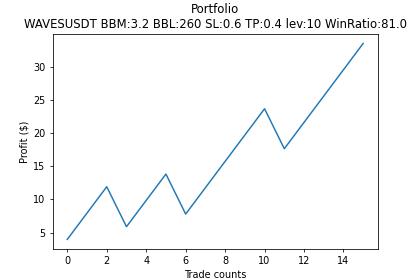 Portfolio
WAVESUSDT BBM:3.2 BBL:260 SL:0.6 TP:0.4 lev:10 WinRatio:81.0
Profit ($)
30
25
20
15
10
5
0 2 4 6 8 10 12 14
Trade counts